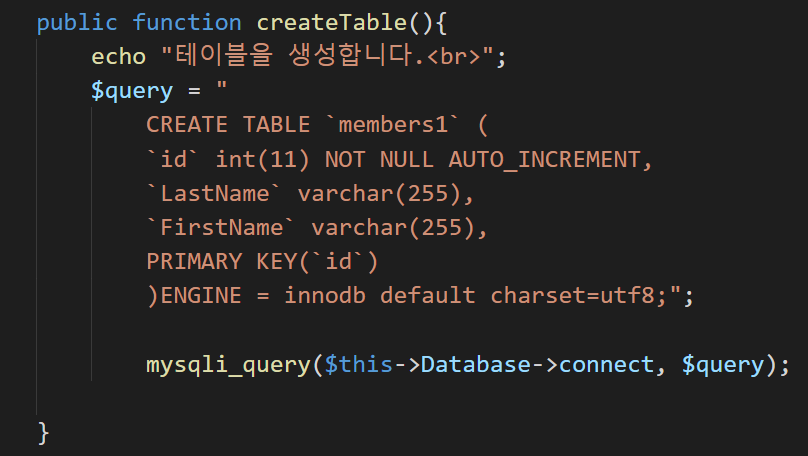 public function createTable(){
echo "테이블을 생성합니다.<br>";
$query = "
CREATE TABLE `members1` (
`id` int(11) NOT NULL AUTO_INCREMENT,
`LastName` varchar(255),
`FirstName` varchar(255),
PRIMARY KEY(`id`)
)ENGINE = innodb default charset=utf8;";
mysqli_query($this->Database->connect, $query);
}